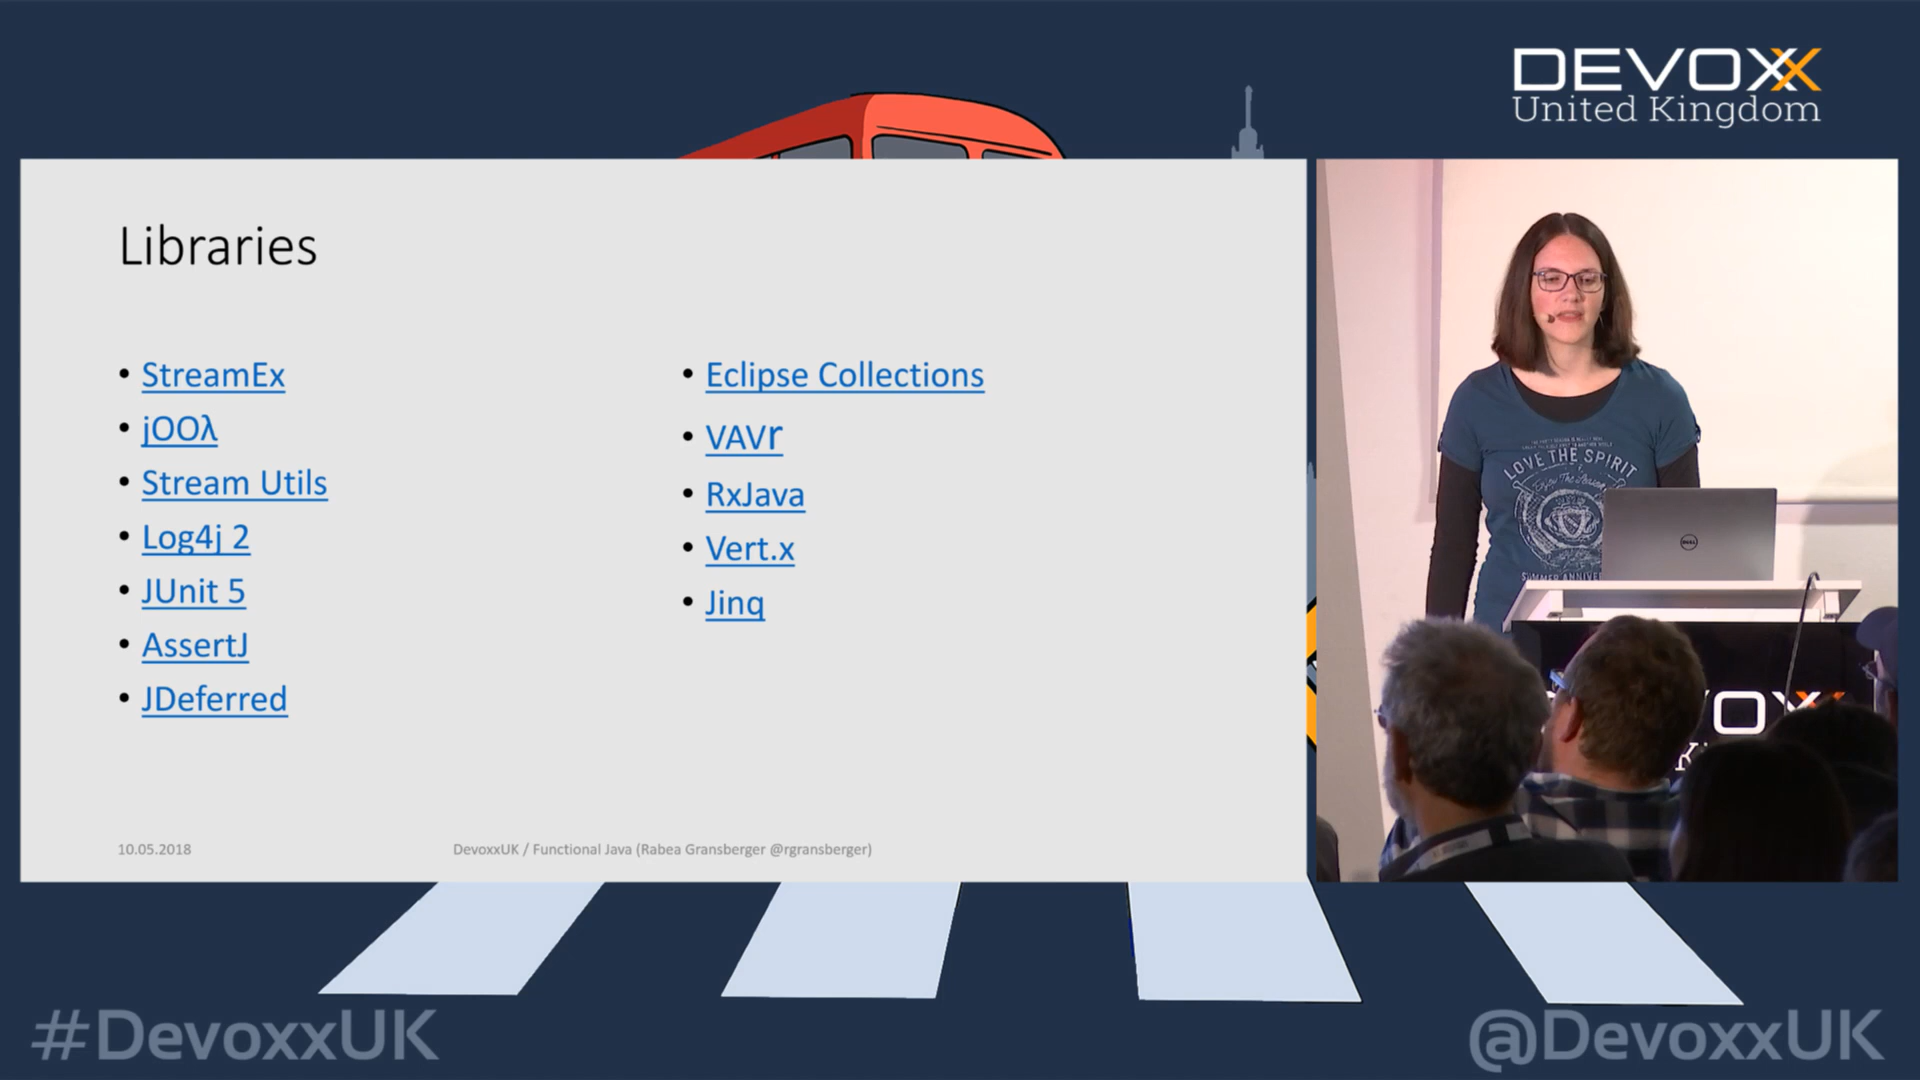 DEVOXX
United Kingdom
Libraries
• StreamEx
• jOOλ
• Stream Utils
• Log4j 2
• JUnit 5
• AssertJ
• JDeferred
• Eclipse Collections
• VAVr
• RxJava
• Vert.x
• Jinq
10.05.2018
DevoxxUK / Functional Java (Rabea Gransberger @rgransberger)
LOVE THE SPIRIT
DELL
#DevoxxUK
@DevoxxUK